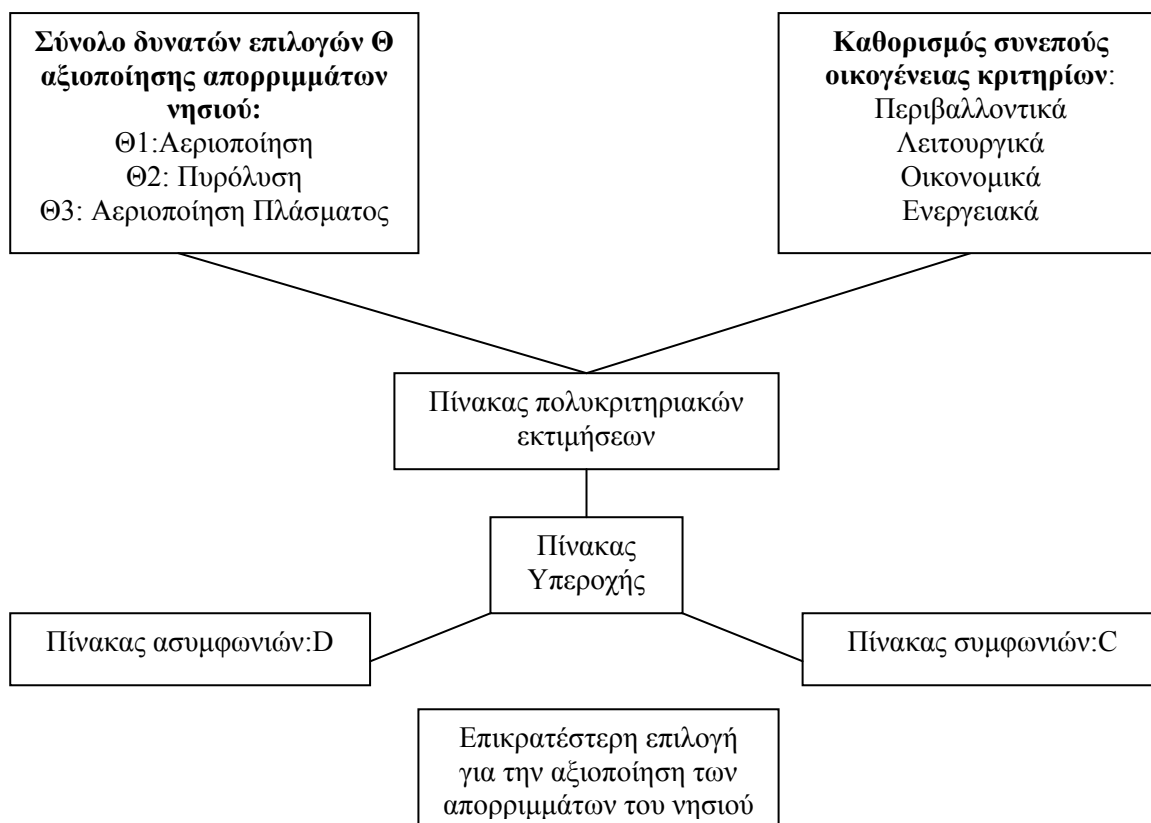 Σύνολο δυνατών επιλογών Θ
αξιοποίησης απορριμμάτων
νησιού:
Θ1:Αεριοποίηση
Θ2: Πυρόλυση
Θ3: Αεριοποίηση Πλάσματος
Καθορισμός συνεπούς
οικογένειας κριτηρίων:
Περιβαλλοντικά
Λειτουργικά
Οικονομικά
Ενεργειακά
Πίνακας πολυκριτηριακών
εκτιμήσεων
Πίνακας
Υπεροχής
Πίνακας ασυμφωνιών:D
Πίνακας συμφωνιών:C
Επικρατέστερη επιλογή
για την αξιοποίηση των
απορριμμάτων του νησιού